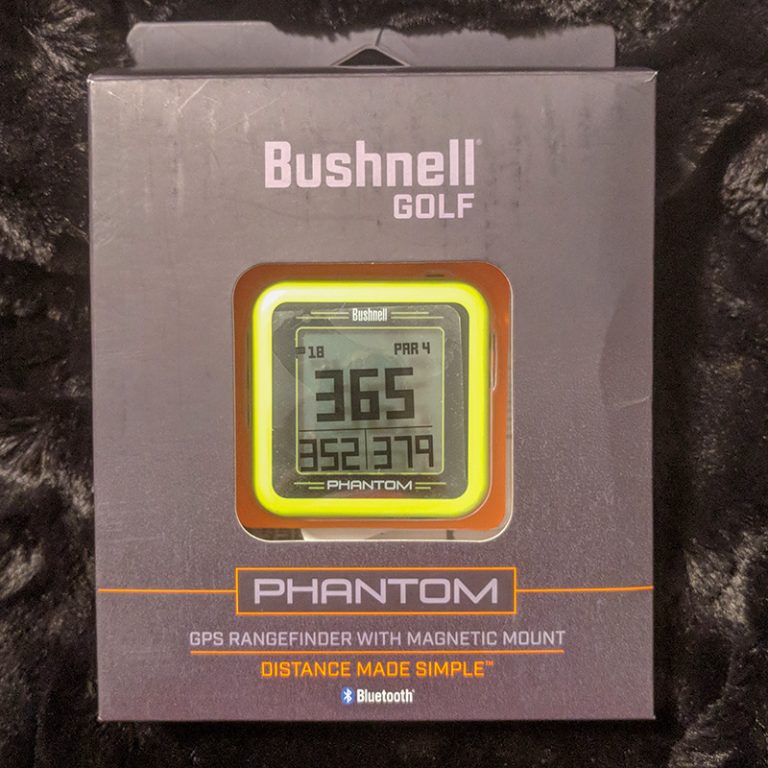 Bushnell®
GOLF
Bushnell
18 PAR 4
365
352 379
PHANTOM
PHANTOM
GPS RANGEFINDER WITH MAGNETIC MOUNT
DISTANCE MADE SIMPLE™
Bluetooth®